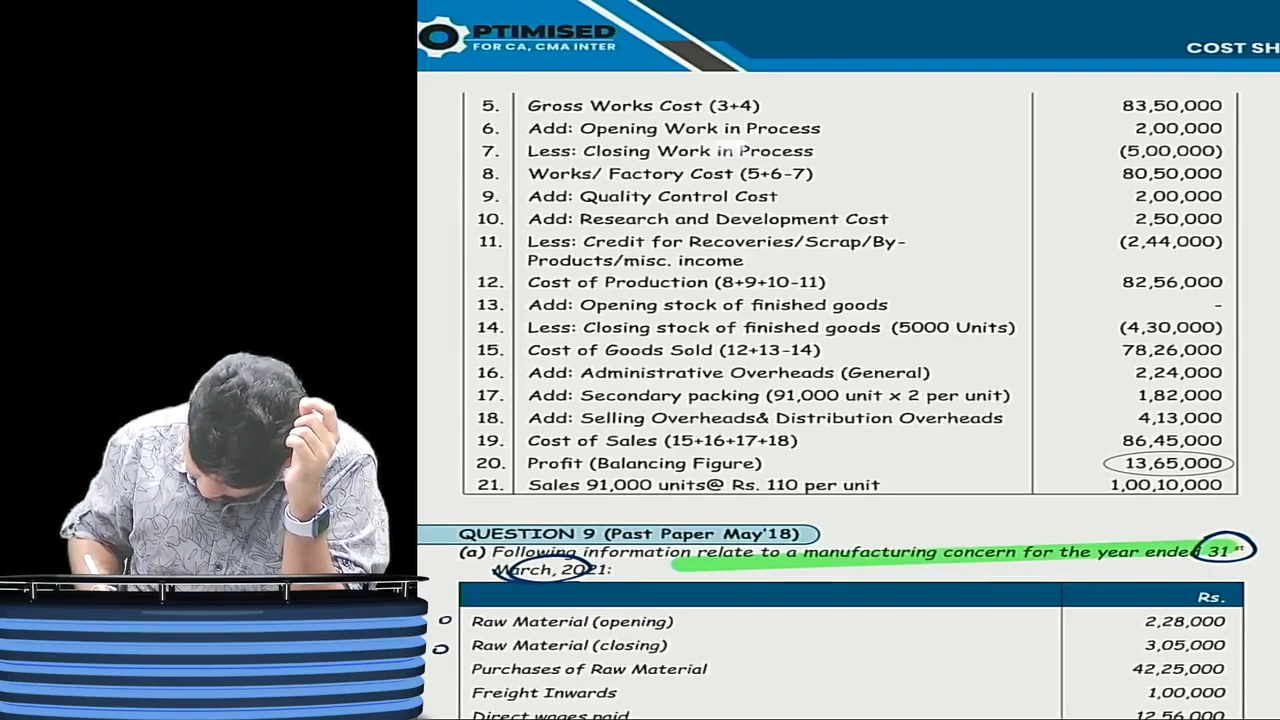 PTIMISED
FOR CA, CMA INTER
COST SH
5. Gross Works Cost (3+4) 83,50,000
6. Add: Opening Work in Process 2,00,000
7. Less: Closing Work in Process (5,00,000)
8. Works/ Factory Cost (5+6-7) 80,50,000
9. Add: Quality Control Cost 2,00,000
10. Add: Research and Development Cost 2,50,000
11. Less: Credit for Recoveries/Scrap/By- (2,44,000)
Products/misc. income
12. Cost of Production (8+9+10-11) 82,56,000
13. Add: Opening stock of finished goods -
14. Less: Closing stock of finished goods (5000 Units) (4,30,000)
15. Cost of Goods Sold (12+13-14) 78,26,000
16. Add: Administrative Overheads (General) 2,24,000
17. Add: Secondary packing (91,000 unit x 2 per unit) 1,82,000
18. Add: Selling Overheads& Distribution Overheads 4,13,000
19. Cost of Sales (15+16+17+18) 86,45,000
20. Profit (Balancing Figure) 13,65,000
21. Sales 91,000 units@ Rs. 110 per unit 1,00,10,000
QUESTION 9 (Past Paper May'18)
(a) Following information relate to a manufacturing concern for the year ended 31st
March, 2021:
Rs.
Raw Material (opening) 2,28,000
Raw Material (closing) 3,05,000
Purchases of Raw Material 42,25,000
Freight Inwards 1,00,000
Direct wages paid 12,56,000